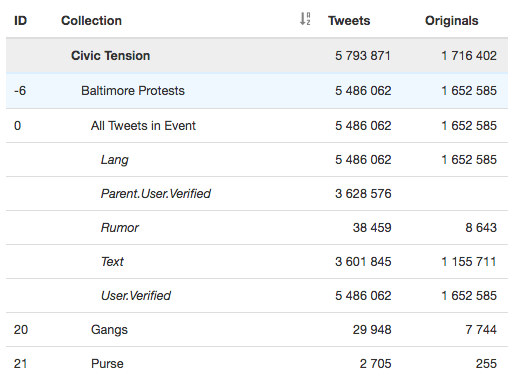 ID Collection Tweets Originals
Civic Tension 5 793 871 1 716 402
-6 Baltimore Protests 5 486 062 1 652 585
0 All Tweets in Event 5 486 062 1 652 585
Lang 5 486 062 1 652 585
Parent.User.Verified 3 628 576
Rumor 38 459 8 643
Text 3 601 845 1 155 711
User.Verified 5 486 062 1 652 585
20 Gangs 29 948 7 744
21 Purse 2 705 255